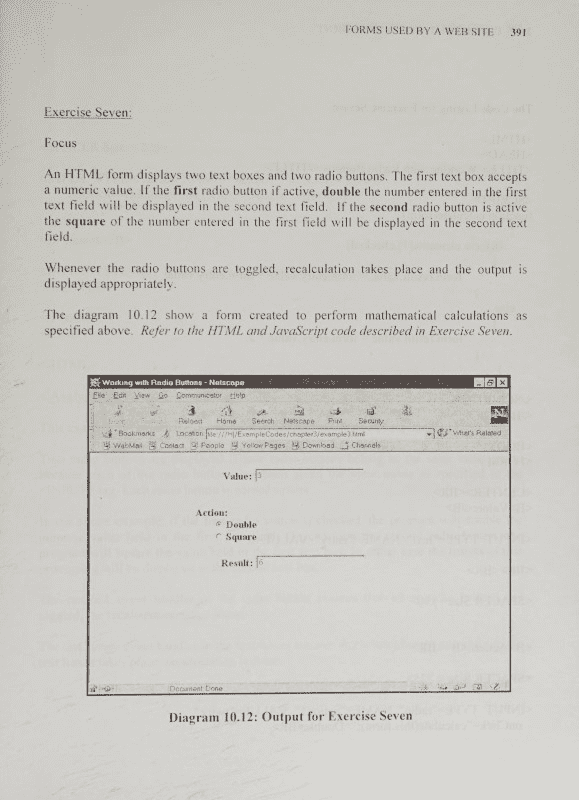 FORMS USED BY A WEB SITE 391
Exercise Seven:
Focus
An HTML form displays two text boxes and two radio buttons. The first text box accepts
a numeric value. If the first radio button if active, double the number entered in the first
text field will be displayed in the second text field. If the second radio button is active
the square of the number entered in the first field will be displayed in the second text
field.
Whenever the radio buttons are toggled, recalculation takes place and the output is
displayed appropriately.
The diagram 10.12 show a form created to perform mathematical calculations as
specified above. Refer to the HTML and JavaScript code described in Exercise Seven.
Working with Radio Buttons - Netscape
File Edit View Go Communicator Help
Reload Home Search Netscape Print Security
Bookmarks Location What's Related
WebMail Contact People Yellow Pages Download Channels
Value: 3
Action:
Double
Square
Result: 6
Document Done
Diagram 10.12: Output for Exercise Seven